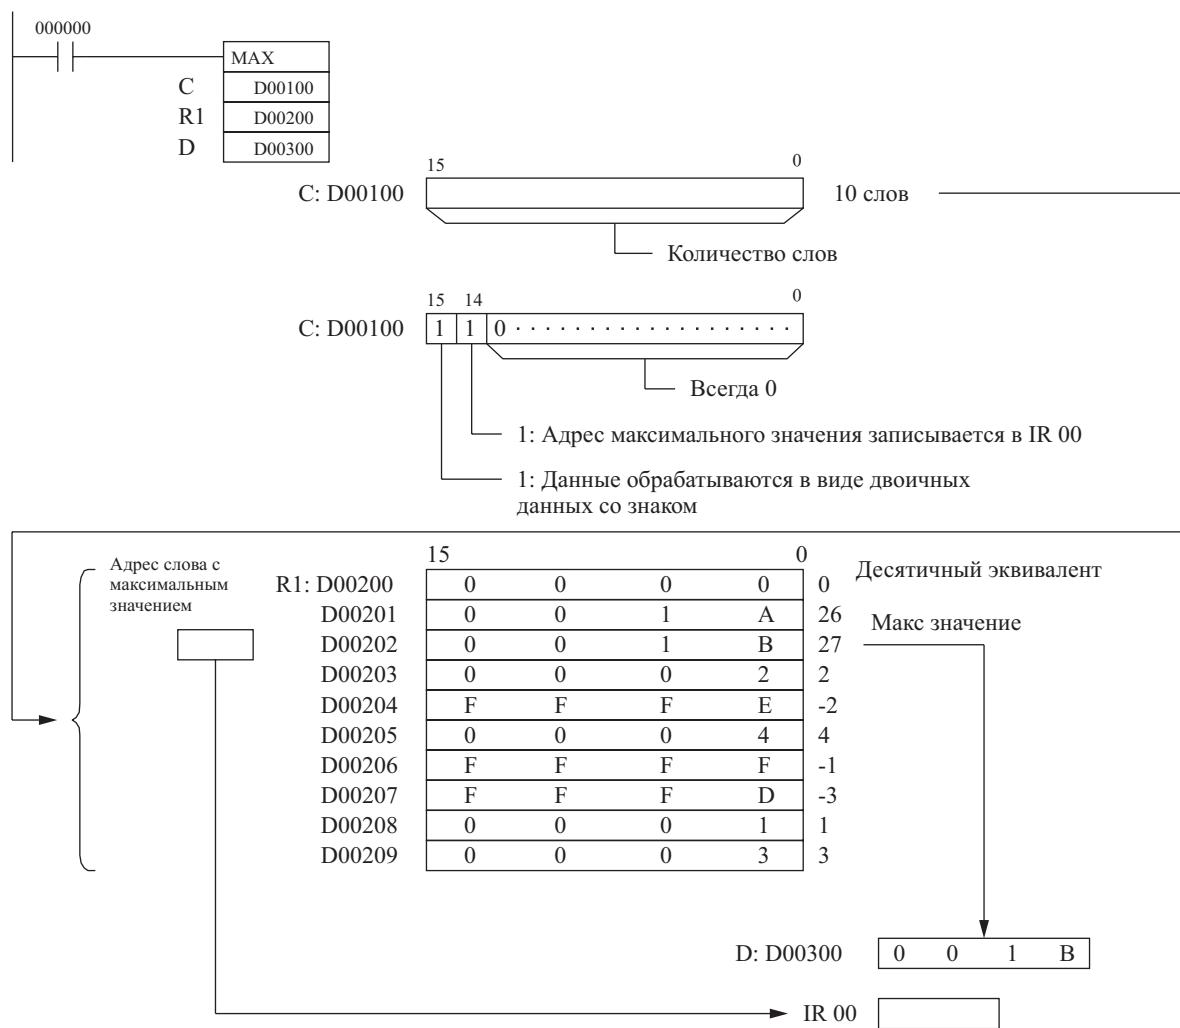 000000
MAX
C D00100
R1 D00200
D D00300
15 0
C: D00100 10 слов
Количество слов
15 14 0
C: D00100 1 1 0 . . . . . . . . . . . . . . . . . . .
Всегда 0
1: Адрес максимального значения записывается в IR 00
1: Данные обрабатываются в виде двоичных
данных со знаком
Адрес слова с
максимальным
значением
15 0
Десятичный эквивалент
R1: D00200 0 0 0 0 0
D00201 0 0 1 A 26
Макс значение
D00202 0 0 1 B 27
D00203 0 0 0 2 2
D00204 F F F E -2
D00205 0 0 0 4 4
D00206 F F F F -1
D00207 F F F D -3
D00208 0 0 0 1 1
D00209 0 0 0 3 3
D: D00300 0 0 1 B
IR 00